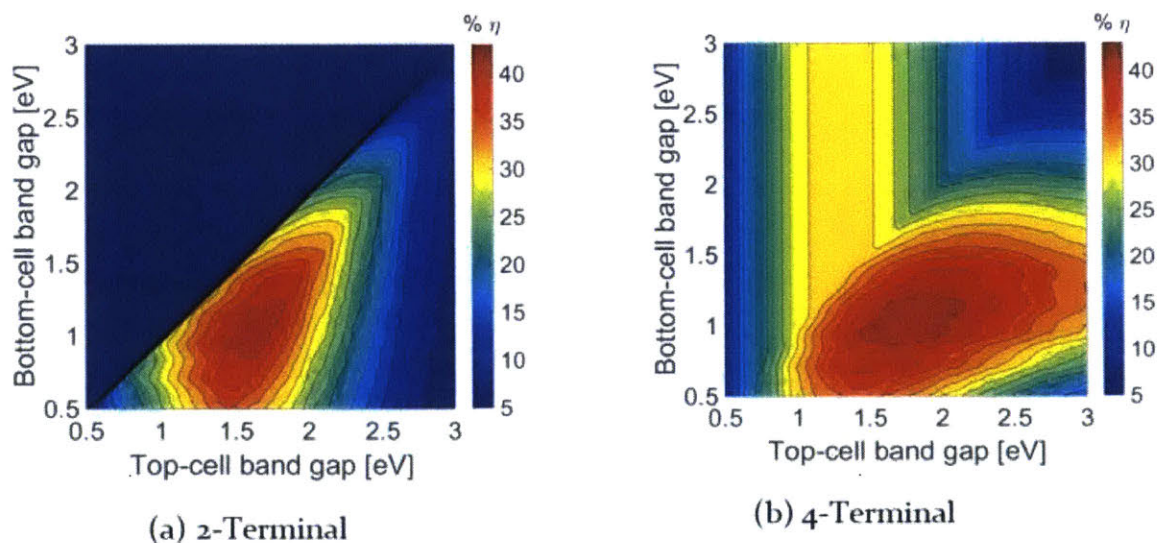 % η
3
2.5
2
1.5
1
0.5
Bottom-cell band gap [eV]
0.5 1 1.5 2 2.5 3
Top-cell band gap [eV]
40
35
30
25
20
15
10
5
(a) 2-Terminal
% η
3
2.5
2
1.5
1
0.5
Bottom-cell band gap [eV]
0.5 1 1.5 2 2.5 3
Top-cell band gap [eV]
40
35
30
25
20
15
10
5
(b) 4-Terminal